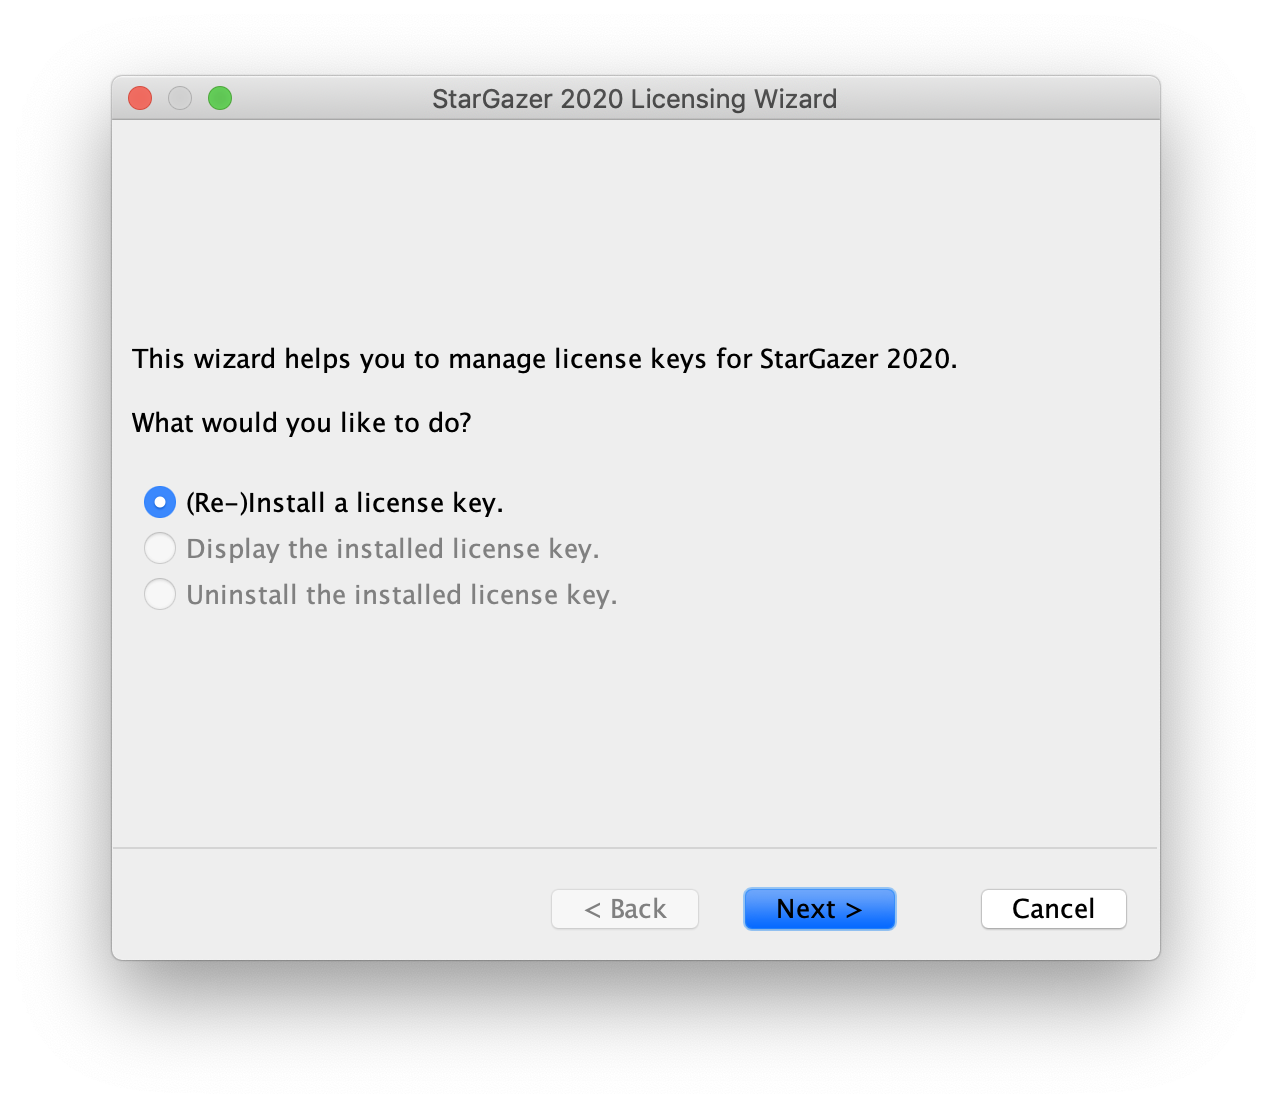 StarGazer 2020 Licensing Wizard
This wizard helps you to manage license keys for StarGazer 2020.
What would you like to do?
(Re-)Install a license key.
Display the installed license key.
Uninstall the installed license key.
< Back
Next >
Cancel